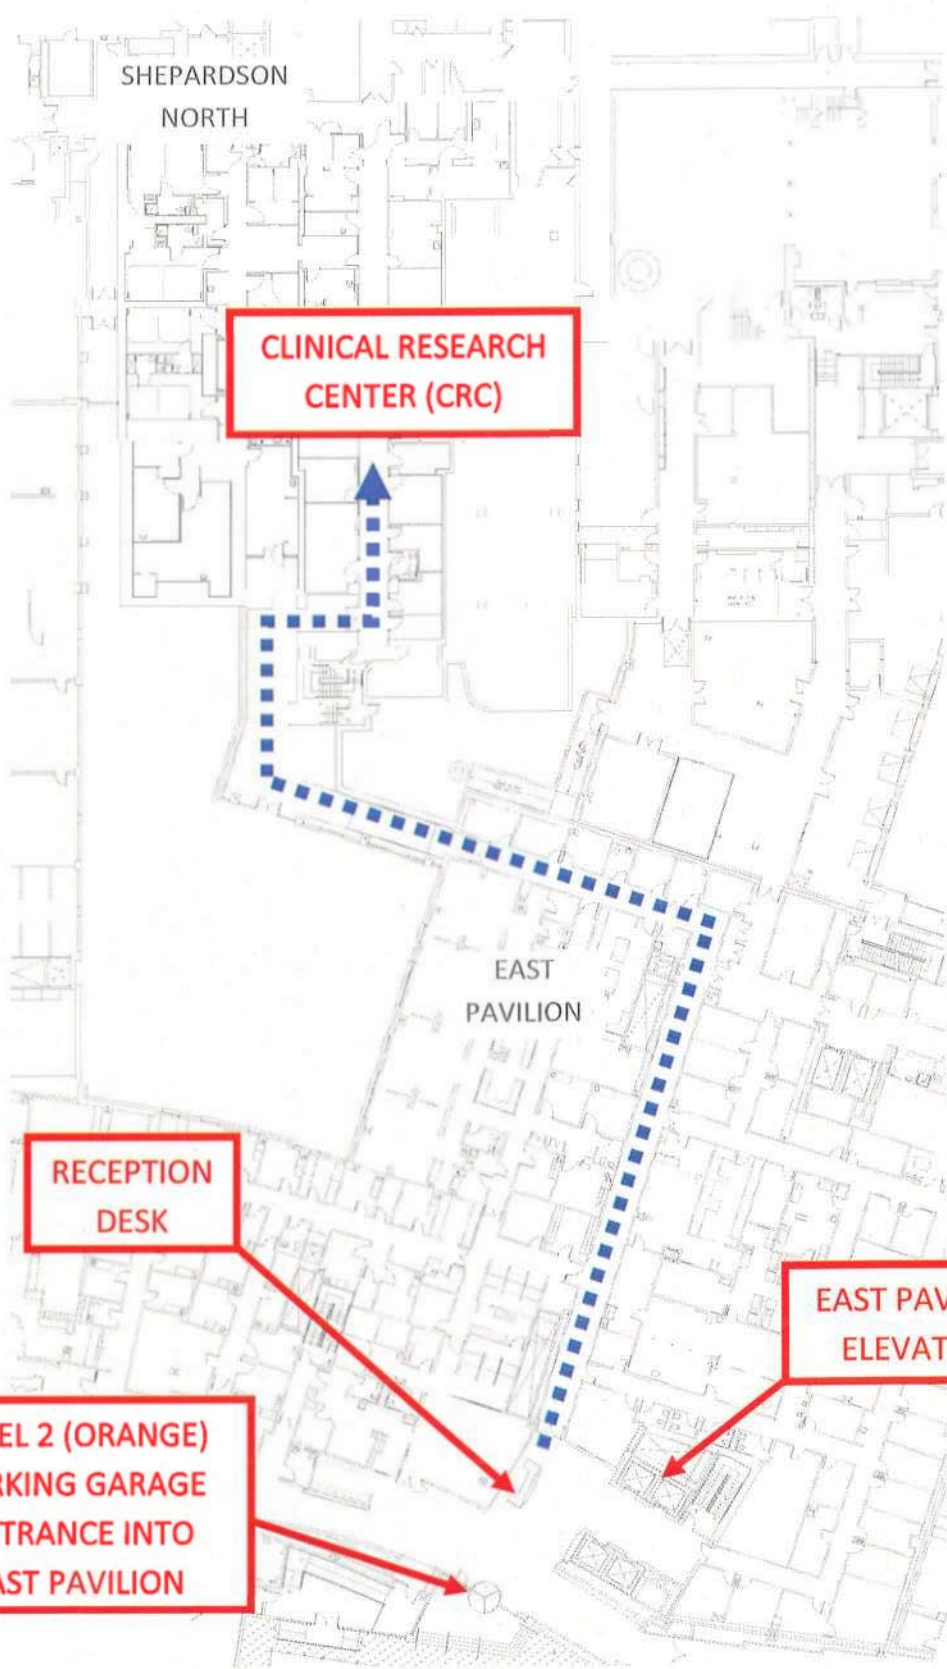 SHEPARDSON
NORTH
CLINICAL RESEARCH
CENTER (CRC)
EAST
PAVILION
RECEPTION
DESK
EAST PAV
ELEVAT
EL 2 (ORANGE)
RKING GARAGE
TRANCE INTO
AST PAVILION